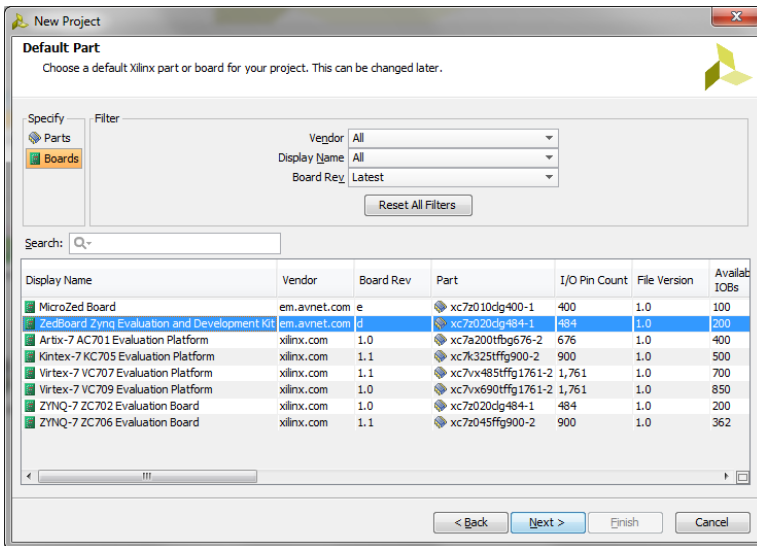 New Project
Default Part
Choose a default Xilinx part or board for your project. This can be changed later.
Specify
Filter
Parts
Boards
Vendor All
Display Name All
Board Rev Latest
Reset All Filters
Search:
Display Name Vendor Board Rev Part I/O Pin Count File Version Availab
IOBs
MicroZed Board em.avnet.com e xc7z010clg400-1 400 1.0 100
ZedBoard Zynq Evaluation and Development Kit em.avnet.com d xc7z020clg484-1 484 1.0 200
Artix-7 AC701 Evaluation Platform xilinx.com 1.0 xc7a200tfbg676-2 676 1.0 400
Kintex-7 KC705 Evaluation Platform xilinx.com 1.1 xc7k325tffg900-2 900 1.0 500
Virtex-7 VC707 Evaluation Platform xilinx.com 1.1 xc7vx485tffg1761-2 1,761 1.0 700
Virtex-7 VC709 Evaluation Platform xilinx.com 1.0 xc7vx690tffg1761-2 1,761 1.0 850
ZYNQ-7 ZC702 Evaluation Board xilinx.com 1.0 xc7z020clg484-1 484 1.0 200
ZYNQ-7 ZC706 Evaluation Board xilinx.com 1.1 xc7z045ffg900-2 900 1.0 362
< Back Next > Finish Cancel